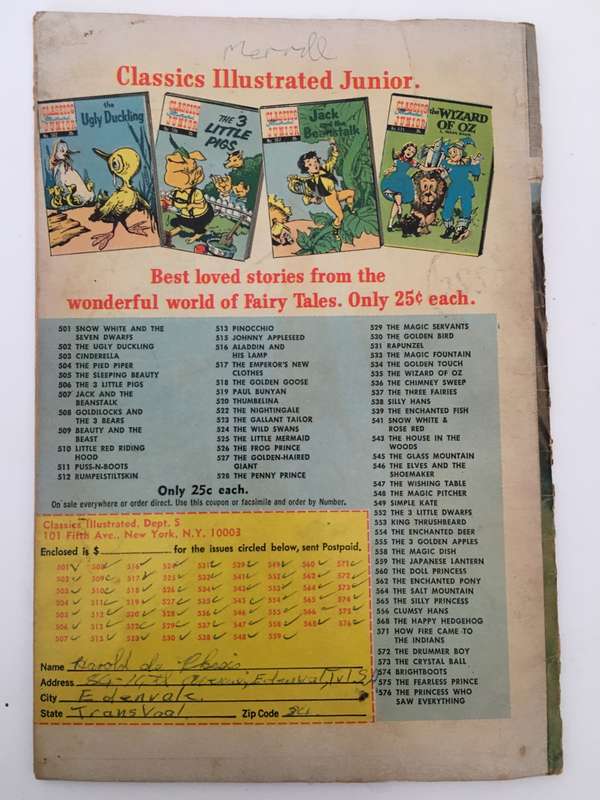 Merrill
Classics Illustrated Junior.
CLASSICS
Illustrated
JUNIOR
the
Ugly Duckling
CLASSICS
JUNIOR
THE 3
LITTLE
PIGS
CLASSICS
Illustrated
JUNIOR
Jack
and the
Beanstalk
CLASSICS
JUNIOR
the WIZARD
OF OZ
Best loved stories from the
wonderful world of Fairy Tales. Only 25¢ each.
501 SNOW WHITE AND THE
SEVEN DWARFS
502 THE UGLY DUCKLING
503 CINDERELLA
504 THE PIED PIPER
505 THE SLEEPING BEAUTY
506 THE 3 LITTLE PIGS
507 JACK AND THE
BEANSTALK
508 GOLDILOCKS AND
THE 3 BEARS
509 BEAUTY AND THE
BEAST
510 LITTLE RED RIDING
HOOD
511 PUSS-N-BOOTS
512 RUMPELSTILTSKIN
513 PINOCCHIO
515 JOHNNY APPLESEED
516 ALADDIN AND
HIS LAMP
517 THE EMPEROR'S NEW
CLOTHES
518 THE GOLDEN GOOSE
519 PAUL BUNYAN
520 THUMBELINA
522 THE NIGHTINGALE
523 THE GALLANT TAILOR
524 THE WILD SWANS
525 THE LITTLE MERMAID
526 THE FROG PRINCE
527 THE GOLDEN-HAIRED
GIANT
528 THE PENNY PRINCE
529 THE MAGIC SERVANTS
530 THE GOLDEN BIRD
531 RAPUNZEL
533 THE MAGIC FOUNTAIN
534 THE GOLDEN TOUCH
535 THE WIZARD OF OZ
536 THE CHIMNEY SWEEP
537 THE THREE FAIRIES
538 SILLY HANS
539 THE ENCHANTED FISH
541 SNOW WHITE &
ROSE RED
543 THE HOUSE IN THE
WOODS
545 THE GLASS MOUNTAIN
546 THE ELVES AND THE
SHOEMAKER
547 THE WISHING TABLE
548 THE MAGIC PITCHER
549 SIMPLE KATE
552 THE 3 LITTLE DWARFS
553 KING THRUSHBEARD
554 THE ENCHANTED DEER
555 THE 3 GOLDEN APPLES
558 THE MAGIC DISH
559 THE JAPANESE LANTERN
560 THE DOLL PRINCESS
562 THE ENCHANTED PONY
564 THE SALT MOUNTAIN
565 THE SILLY PRINCESS
556 CLUMSY HANS
568 THE HAPPY HEDGEHOG
571 HOW FIRE CAME TO
THE INDIANS
572 THE DRUMMER BOY
573 THE CRYSTAL BALL
574 BRIGHTBOOTS
575 THE FEARLESS PRINCE
576 THE PRINCESS WHO
SAW EVERYTHING
Only 25c each.
On sale everywhere or order direct. Use this coupon or facsimile and order by Number.
Classics Illustrated, Dept. S
101 Fifth Ave., New York, N.Y. 10003
Enclosed is $ for the issues circled below, sent Postpaid.
Name Harold du
Address
City Edenvale.
State Transvaal Zip Code